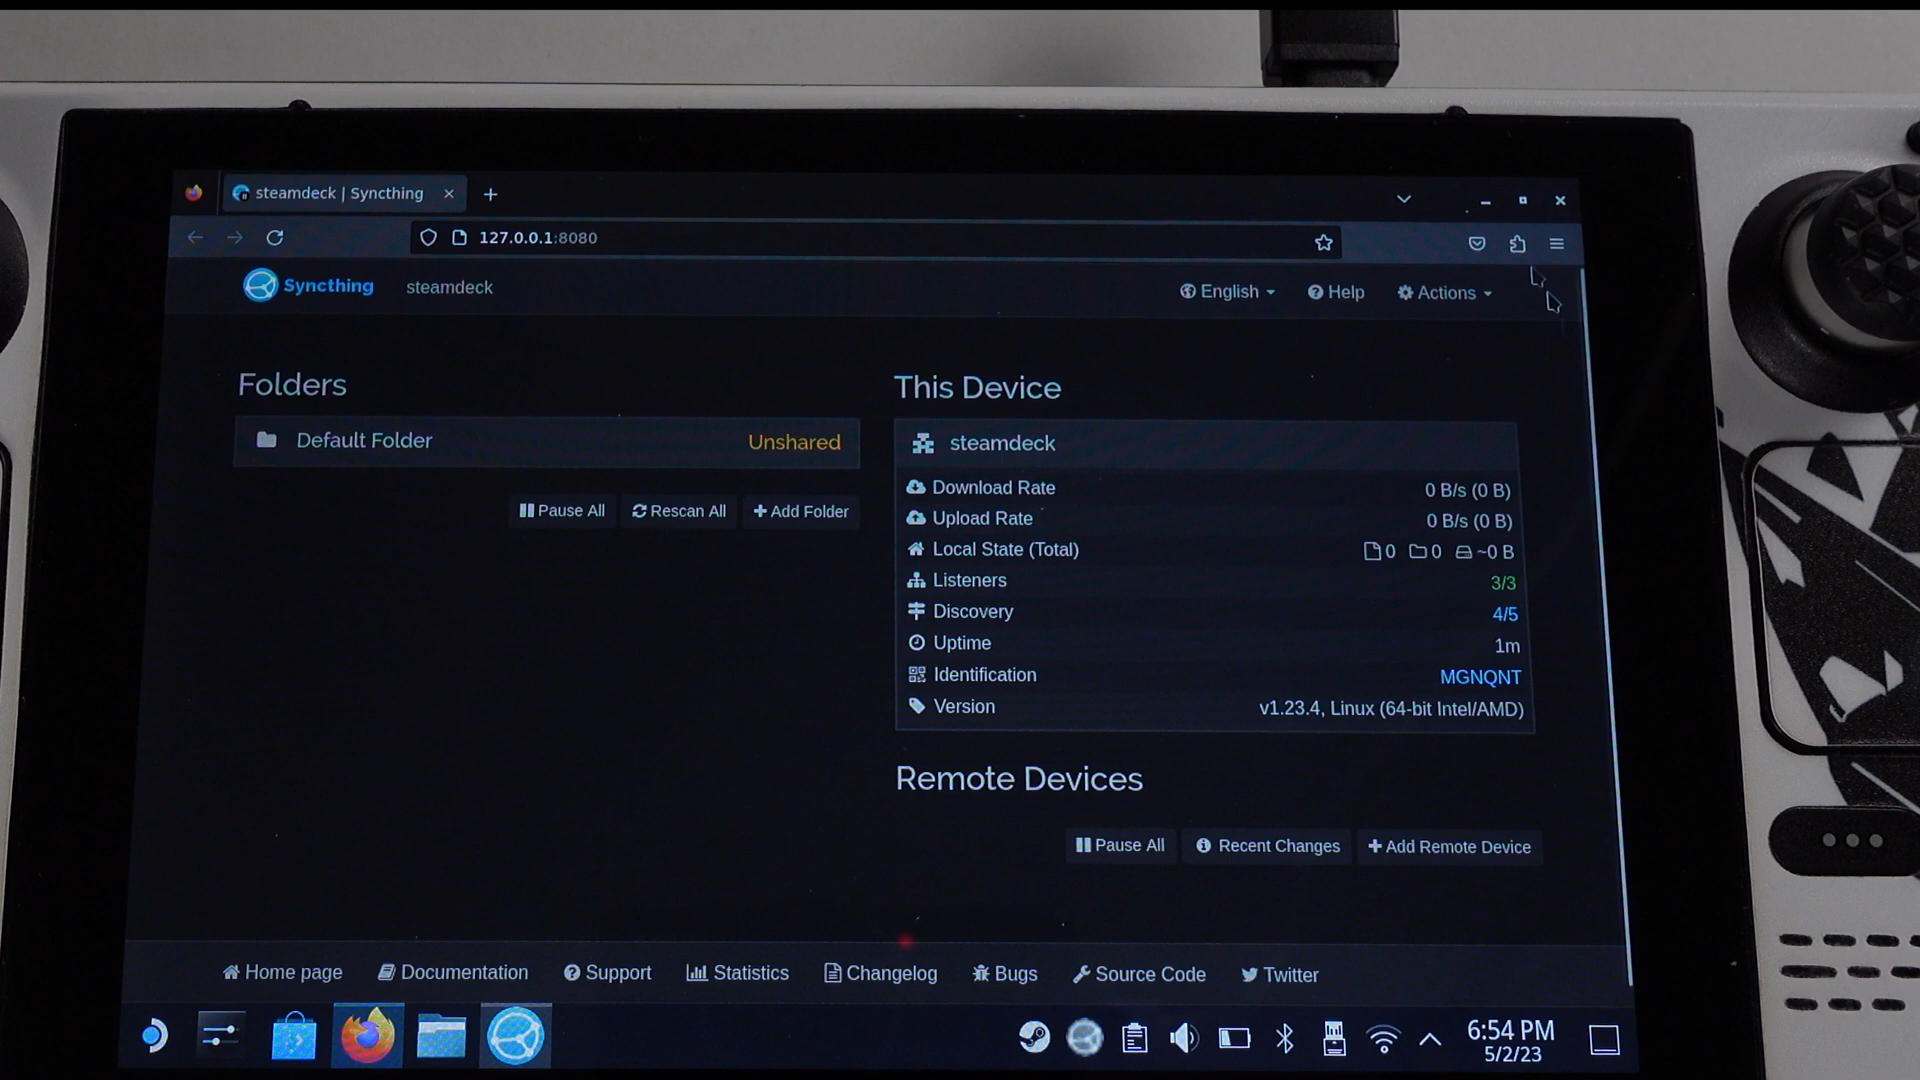 steamdeck | Syncthing
127.0.0.1:8080
Syncthing steamdeck English Help Actions
Folders
Default Folder Unshared
Pause All Rescan All Add Folder
This Device
steamdeck
Download Rate 0 B/s (0 B)
Upload Rate 0 B/s (0 B)
Local State (Total) 0 0 ~0 B
Listeners 3/3
Discovery 4/5
Uptime 1m
Identification MGNQNT
Version v1.23.4, Linux (64-bit Intel/AMD)
Remote Devices
Pause All Recent Changes Add Remote Device
Home page Documentation Support Statistics Changelog Bugs Source Code Twitter
6:54 PM
5/2/23